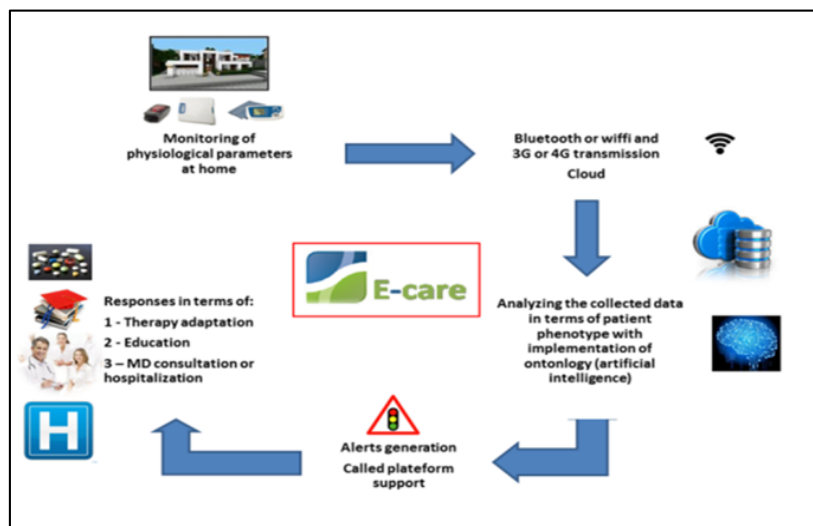 Monitoring of
physiological parameters
at home
Bluetooth or wiffi and
3G or 4G transmission
Cloud
E-care
Analyzing the collected data
in terms of patient
phenotype with
implementation of
ontonlogy (artificial
intelligence)
Alerts generation
Called plateform
support
Responses in terms of:
1 - Therapy adaptation
2 - Education
3 – MD consultation or
hospitalization
H